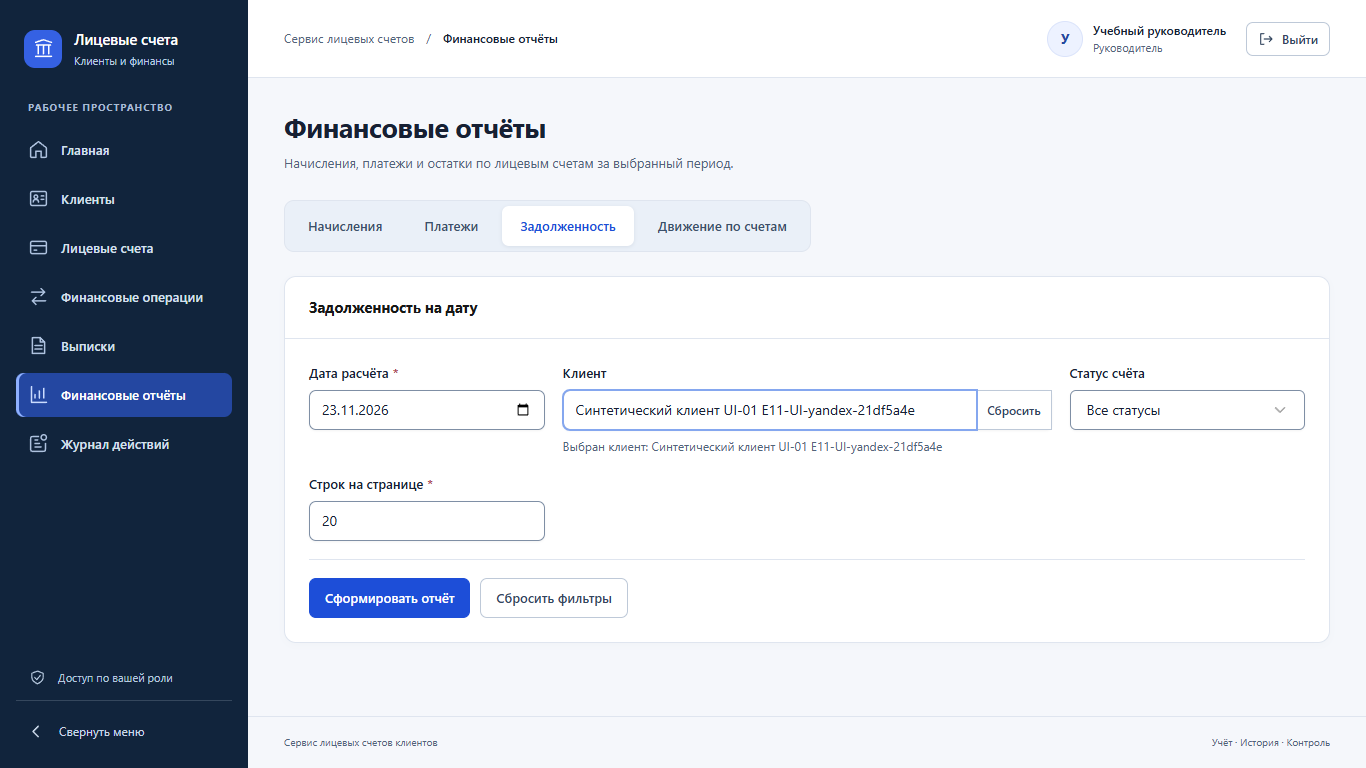 Лицевые счета
Клиенты и финансы
РАБОЧЕЕ ПРОСТРАНСТВО
Главная
Клиенты
Лицевые счета
Финансовые операции
Выписки
Финансовые отчёты
Журнал действий
Доступ по вашей роли
Свернуть меню
Сервис лицевых счетов / Финансовые отчёты
У
Учебный руководитель
Руководитель
Выйти
Финансовые отчёты
Начисления, платежи и остатки по лицевым счетам за выбранный период.
Начисления Платежи Задолженность Движение по счетам
Задолженность на дату
Дата расчёта *
23.11.2026
Клиент
Синтетический клиент UI-01 E11-UI-yandex-21df5a4e
Сбросить
Выбран клиент: Синтетический клиент UI-01 E11-UI-yandex-21df5a4e
Статус счёта
Все статусы
Строк на странице *
20
Сформировать отчёт Сбросить фильтры
Сервис лицевых счетов клиентов
Учёт · История · Контроль